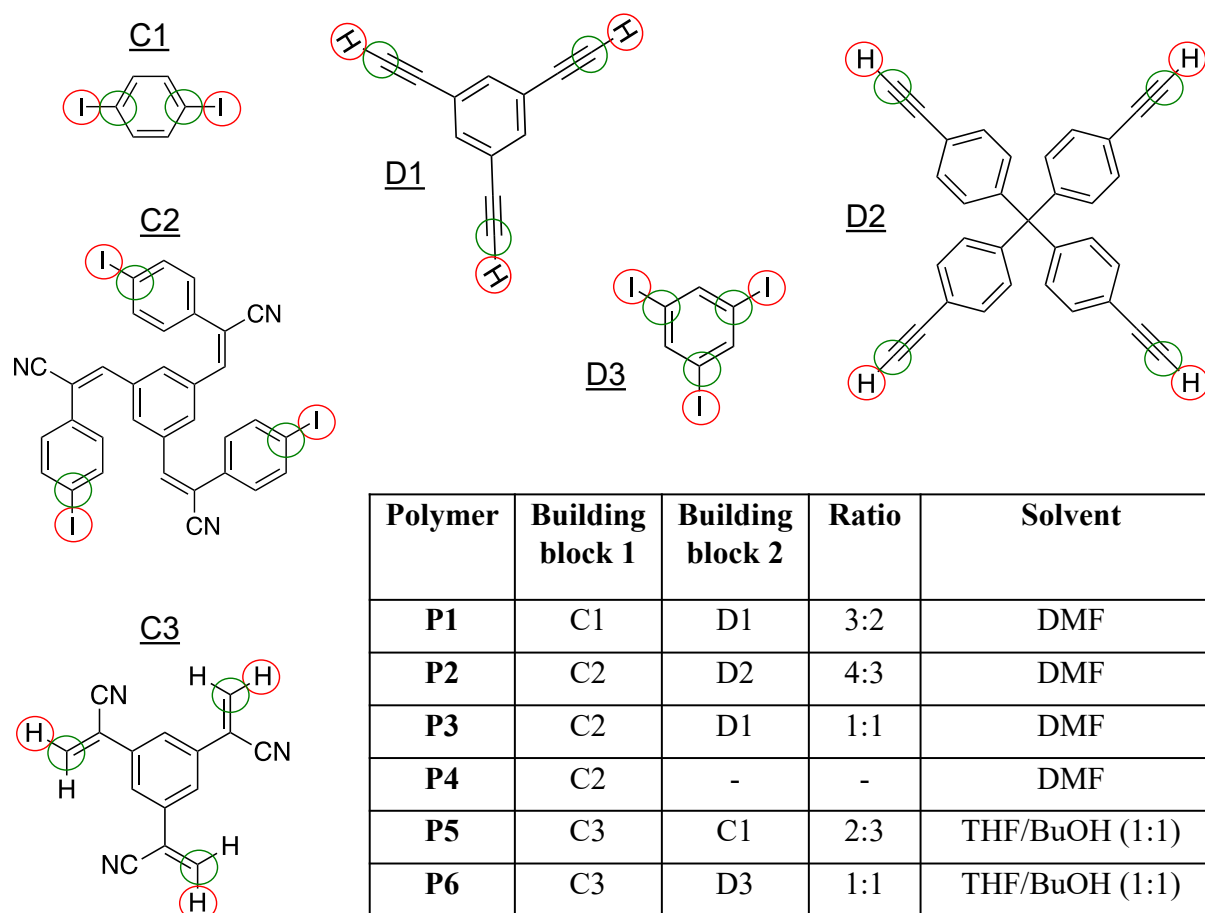 C1
I I
H H
H
D1
H H
H H
D2
C2
I
CN
NC
I
CN
I
I I
I
D3
C3
H H
CN
H
CN
H
H
NC
H
Polymer Building block 1 Building block 2 Ratio Solvent
P1 C1 D1 3:2 DMF
P2 C2 D2 4:3 DMF
P3 C2 D1 1:1 DMF
P4 C2 - - DMF
P5 C3 C1 2:3 THF/BuOH (1:1)
P6 C3 D3 1:1 THF/BuOH (1:1)